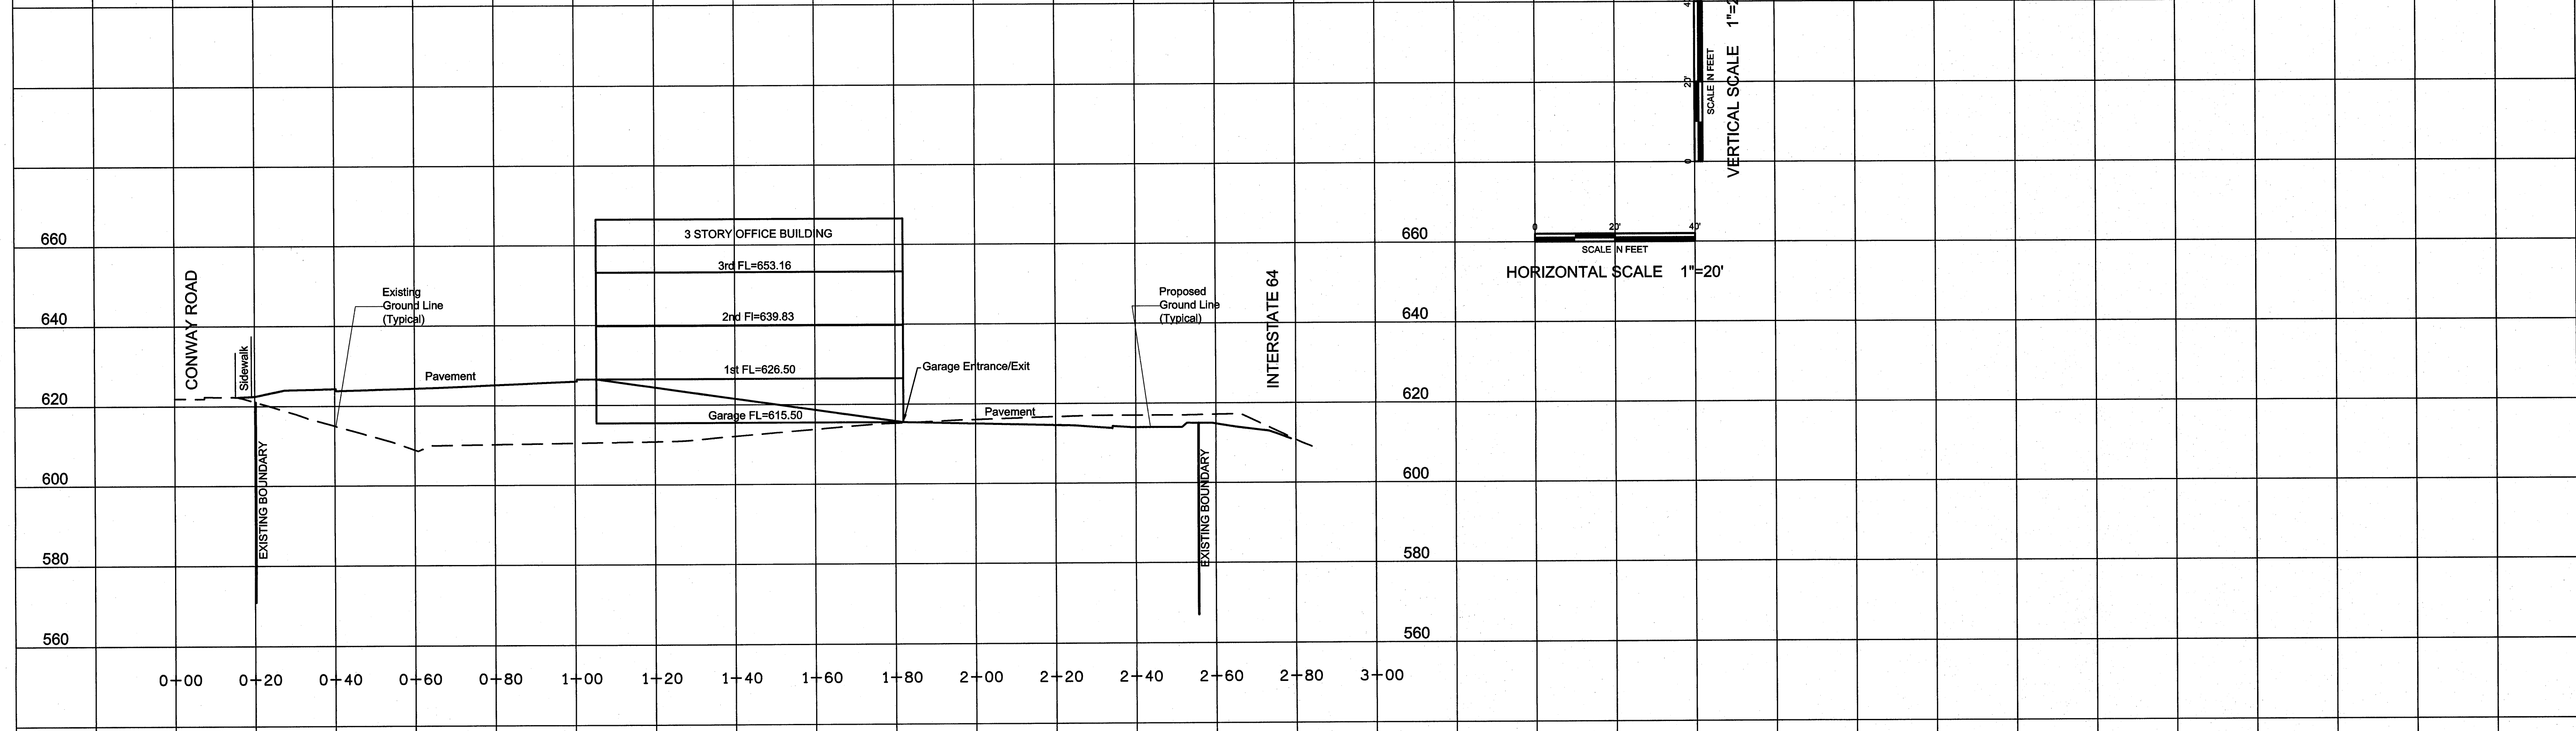 40'
20'
0
SCALE IN FEET
VERTICAL SCALE 1"=2
660
640
620
600
580
560
CONWAY ROAD
Sidewalk
EXISTING BOUNDARY
Existing
Ground Line
(Typical)
Pavement
3 STORY OFFICE BUILDING
3rd FL=653.16
2nd Fl=639.83
1st FL=626.50
Garage FL=615.50
Garage Entrance/Exit
Pavement
Proposed
Ground Line
(Typical)
EXISTING BOUNDARY
INTERSTATE 64
660
640
620
600
580
560
0 20' 40'
SCALE IN FEET
HORIZONTAL SCALE 1"=20'
0+00 0+20 0+40 0+60 0+80 1+00 1+20 1+40 1+60 1+80 2+00 2+20 2+40 2+60 2+80 3+00